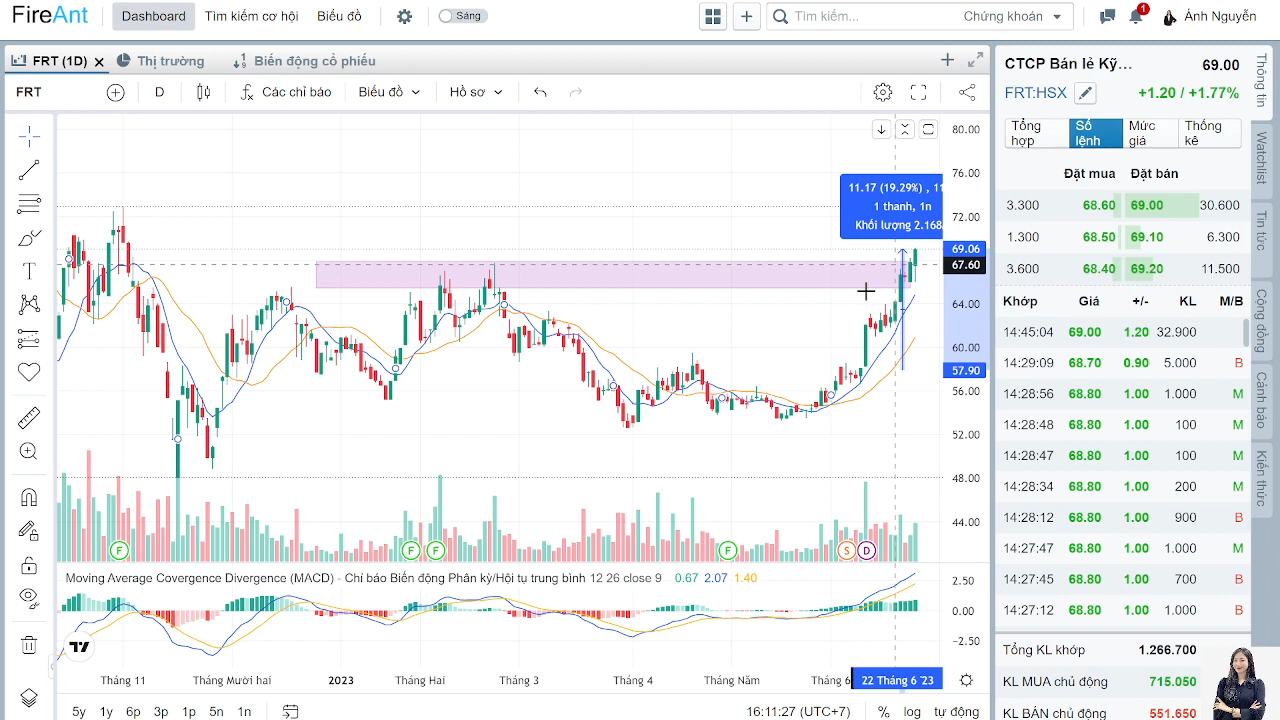 FireAnt
Dashboard
Tìm kiếm cơ hội
Biểu đồ
Sáng
Tìm kiếm...
Chứng khoán
1
Ánh Nguyễn
FRT (1D)
Thị trường
Biến động cổ phiếu
FRT
D
Các chỉ báo
Biểu đồ
Hồ sơ
80.00
76.00
72.00
69.06
67.60
64.00
60.00
57.90
56.00
52.00
48.00
44.00
11.17 (19.29%) , 11
1 thanh, 1n
Khối lượng 2.168
F
F
F
F
S
D
Moving Average Covergence Divergence (MACD) - Chỉ báo Biến động Phân kỳ/Hội tụ trung bình 12 26 close 9 0.67 2.07 1.40
2.50
0.00
-2.50
Tháng 11
Tháng Mười hai
2023
Tháng Hai
Tháng 3
Tháng 4
Tháng Năm
Tháng 6
22 Tháng 6 '23
5y 1y 6p 3p 1p 5n 1n
16:11:27 (UTC+7)
% log tự động
CTCP Bán lẻ Kỹ...
69.00
FRT:HSX
+1.20 / +1.77%
Tổng hợp
Sổ lệnh
Mức giá
Thống kê
Đặt mua Đặt bán
3.300 68.60 69.00 30.600
1.300 68.50 69.10 6.300
3.600 68.40 69.20 11.500
Khớp Giá +/- KL M/B
14:45:04 69.00 1.20 32.900
14:29:09 68.70 0.90 5.000 B
14:28:56 68.80 1.00 1.000 M
14:28:48 68.80 1.00 100 M
14:28:47 68.80 1.00 100 M
14:28:34 68.80 1.00 200 M
14:28:12 68.80 1.00 900 B
14:27:47 68.80 1.00 1.000 M
14:27:45 68.80 1.00 700 B
14:27:12 68.80 1.00 1.000 B
Tổng KL khớp 1.266.700
KL MUA chủ động 715.050
KL BÁN chủ động 551.650
Thông tin
Watchlist
Tin tức
Cộng đồng
Cảnh báo
Kiến thức